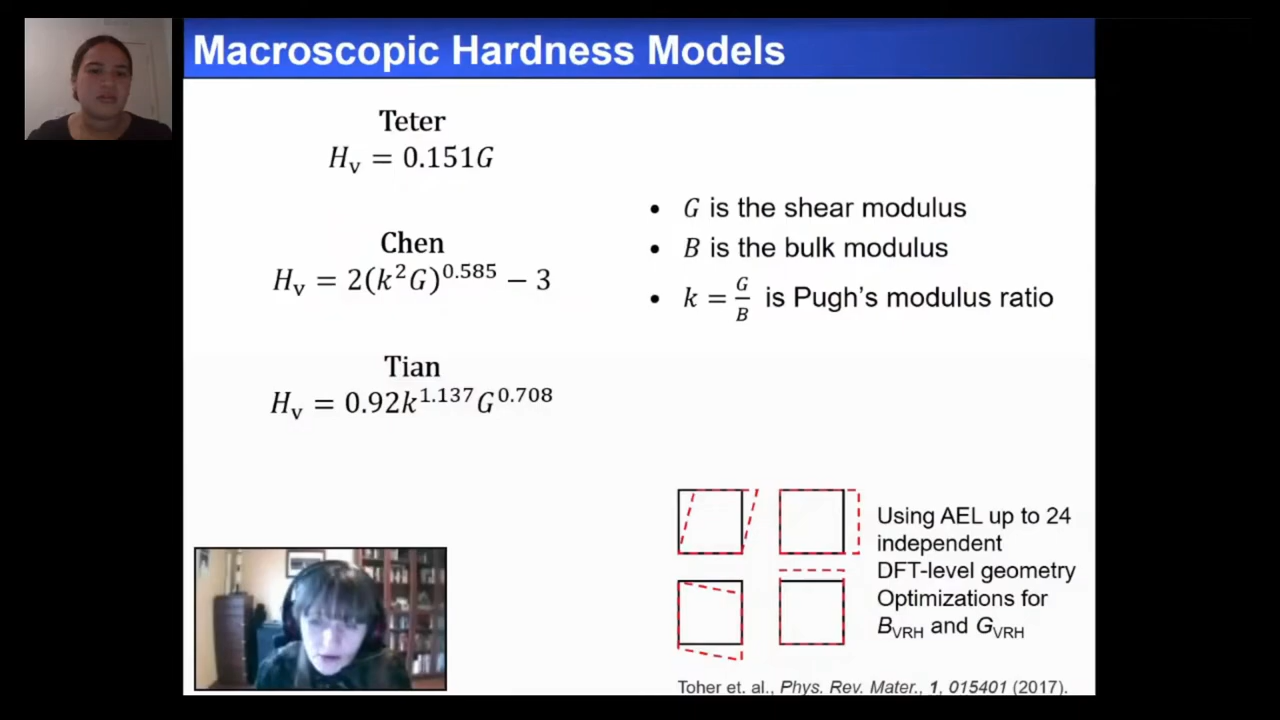 Macroscopic Hardness Models
Teter
H_v = 0.151G
Chen
H_v = 2(k²G)^0.585 − 3
Tian
H_v = 0.92k^1.137 G^0.708
• G is the shear modulus
• B is the bulk modulus
• k = G/B is Pugh's modulus ratio
Using AEL up to 24
independent
DFT-level geometry
Optimizations for
B_VRH and G_VRH
Toher et. al., Phys. Rev. Mater., 1, 015401 (2017).